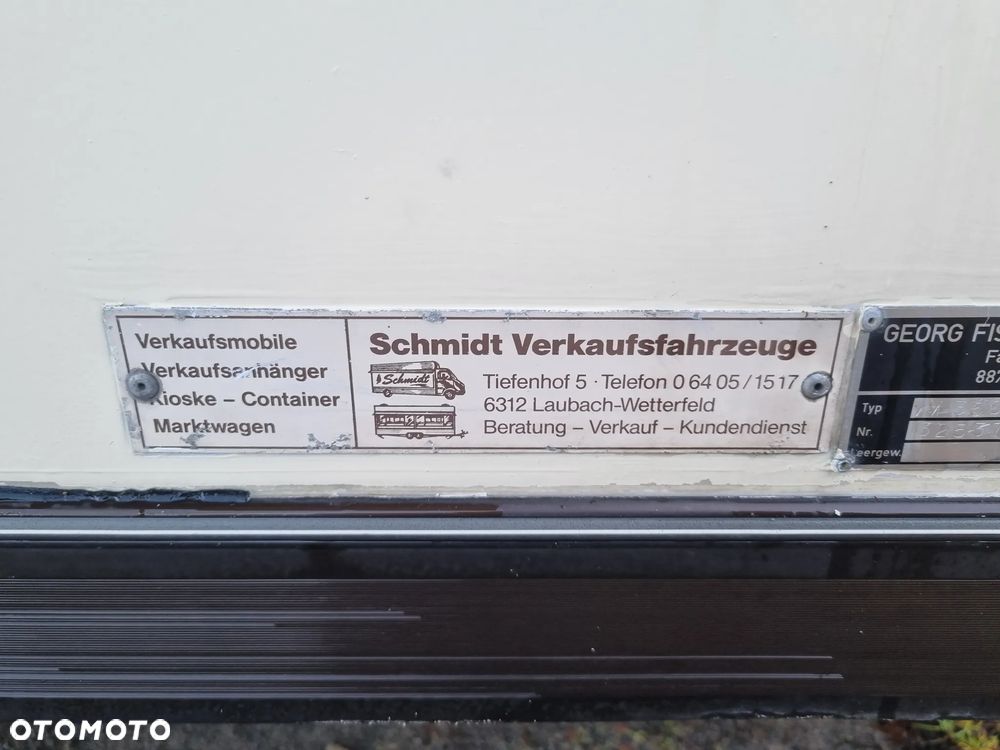 Verkaufsmobile
Verkaufsanhänger
Kioske – Container
Marktwagen
Schmidt Verkaufsfahrzeuge
Schmidt
Tiefenhof 5 · Telefon 0 64 05 / 15 17
6312 Laubach-Wetterfeld
Beratung – Verkauf – Kundendienst
GEORG
Typ
Nr.
Leergew.
OTOMOTO